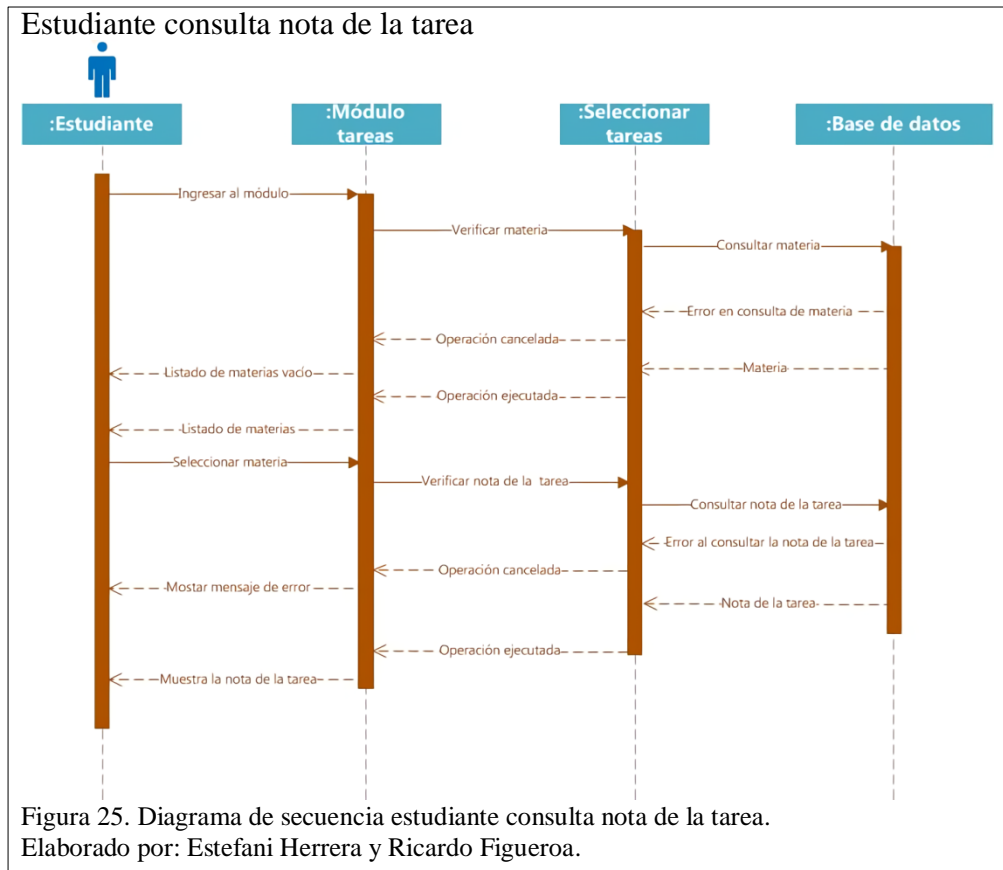 Estudiante consulta nota de la tarea
:Estudiante
:Módulo
tareas
:Seleccionar
tareas
:Base de datos
Ingresar al módulo
Verificar materia
Consultar materia
Error en consulta de materia
Operación cancelada
Materia
Listado de materias vacío
Operación ejecutada
Listado de materias
Seleccionar materia
Verificar nota de la tarea
Consultar nota de la tarea
Error al consultar la nota de la tarea
Operación cancelada
Mostar mensaje de error
Nota de la tarea
Operación ejecutada
Muestra la nota de la tarea
Figura 25. Diagrama de secuencia estudiante consulta nota de la tarea.
Elaborado por: Estefani Herrera y Ricardo Figueroa.